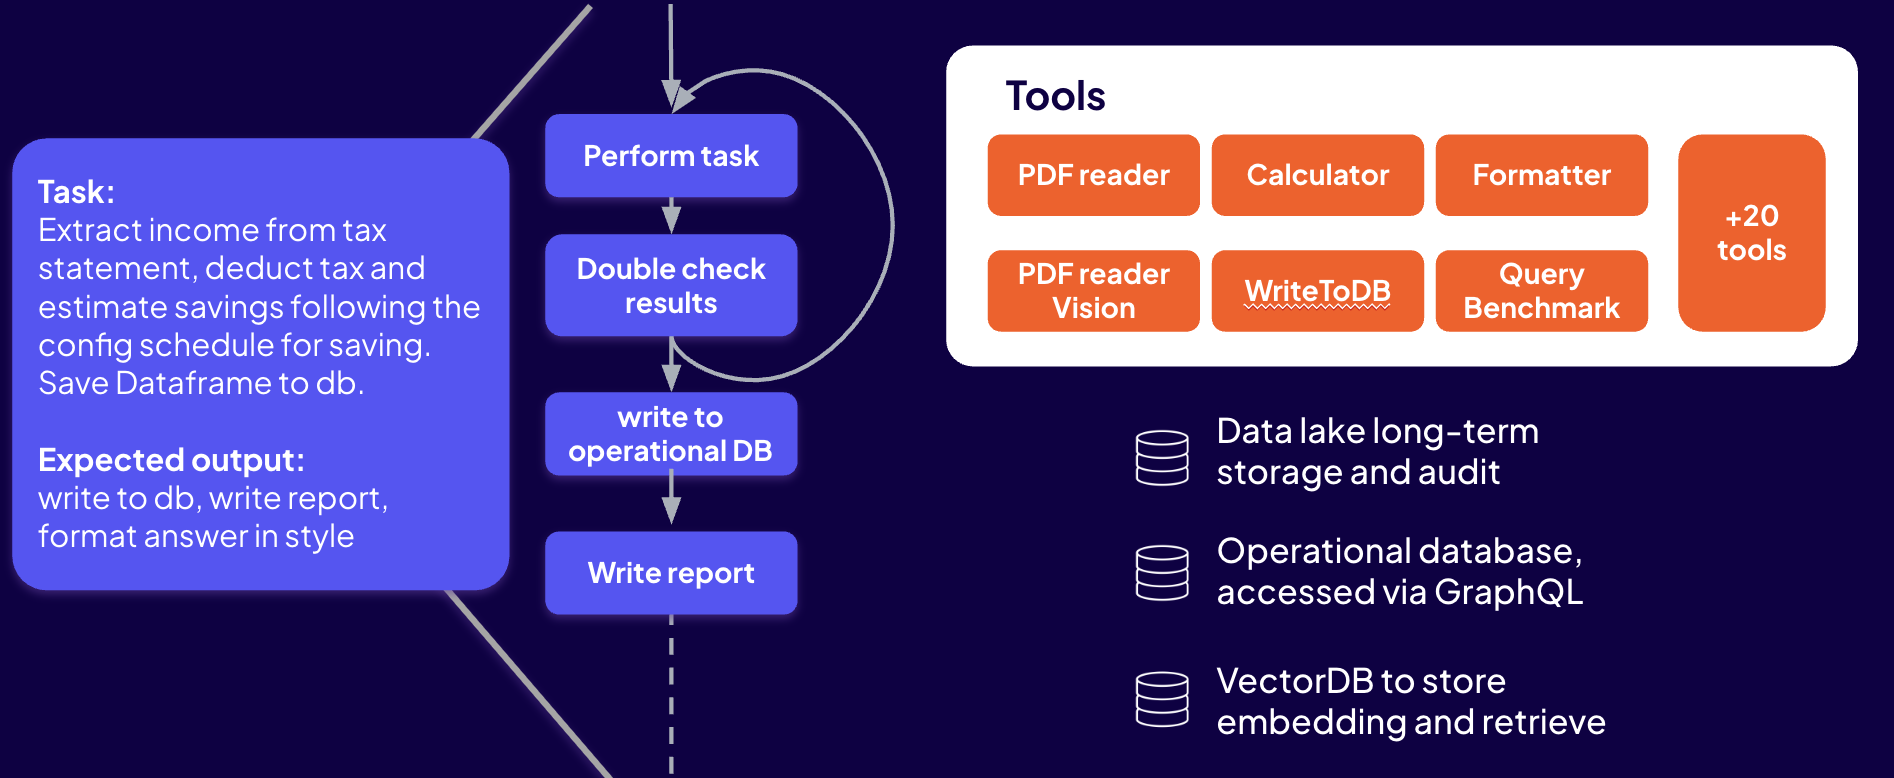 Task:
Extract income from tax
statement, deduct tax and
estimate savings following the
config schedule for saving.
Save Dataframe to db.
Expected output:
write to db, write report,
format answer in style
Perform task
Double check
results
write to
operational DB
Write report
Tools
PDF reader
Calculator
Formatter
+20
tools
PDF reader
Vision
WriteToDB
Query
Benchmark
Data lake long-term
storage and audit
Operational database,
accessed via GraphQL
VectorDB to store
embedding and retrieve